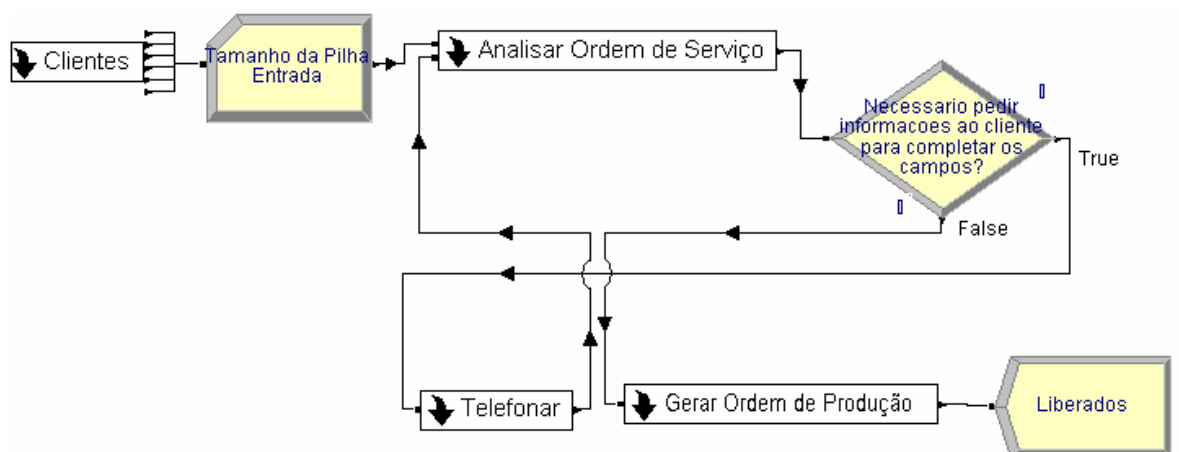 Clientes
Tamanho da Pilha
Entrada
Analisar Ordem de Serviço
Necessario pedir
informacoes ao cliente
para completar os
campos?
True
False
Telefonar
Gerar Ordem de Produção
Liberados